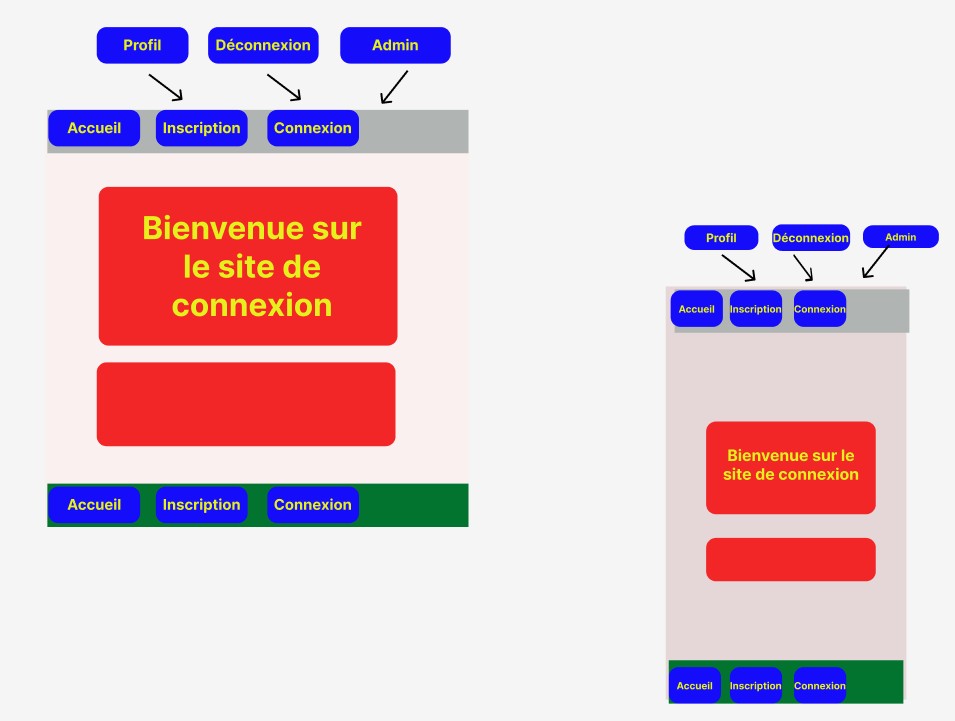 Profil
Déconnexion
Admin
Accueil
Inscription
Connexion
Bienvenue sur
le site de
connexion
Accueil
Inscription
Connexion
Profil
Déconnexion
Admin
Accueil
Inscription
Connexion
Bienvenue sur le
site de connexion
Accueil
Inscription
Connexion